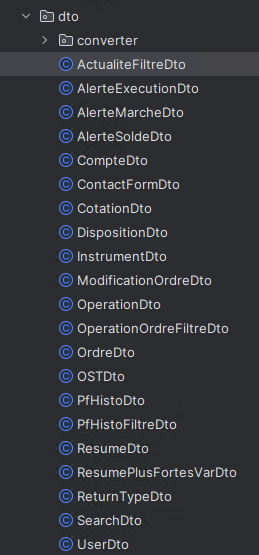 dto
converter
ActualiteFiltreDto
AlerteExecutionDto
AlerteMarcheDto
AlerteSoldeDto
CompteDto
ContactFormDto
CotationDto
DispositionDto
InstrumentDto
ModificationOrdreDto
OperationDto
OperationOrdreFiltreDto
OrdreDto
OSTDto
PfHistoDto
PfHistoFiltreDto
ResumeDto
ResumePlusFortesVarDto
ReturnTypeDto
SearchDto
UserDto